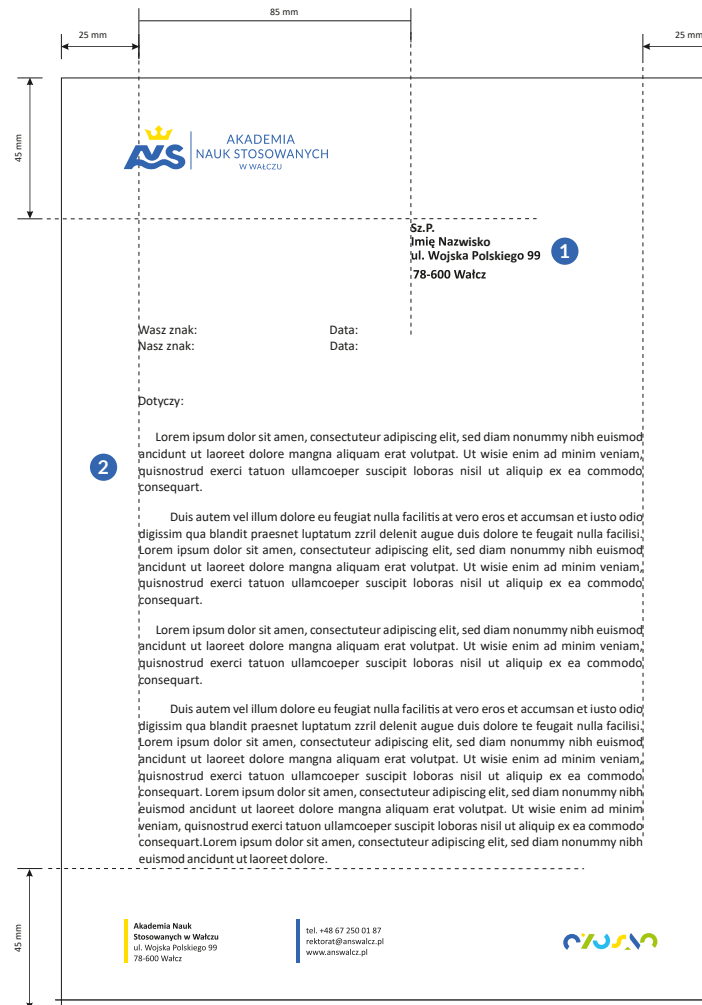 85 mm
25 mm
25 mm
45 mm
ANS
AKADEMIA
NAUK STOSOWANYCH
W WAŁCZU
Sz.P.
Imię Nazwisko
ul. Wojska Polskiego 99
78-600 Wałcz
1
Wasz znak: Data:
Nasz znak: Data:
Dotyczy:
2
Lorem ipsum dolor sit amen, consectuteur adipiscing elit, sed diam nonummy nibh euismod
ancidunt ut laoreet dolore mangna aliquam erat volutpat. Ut wisie enim ad minim veniam,
quisnostrud exerci tatuon ullamcoeper suscipit loboras nisil ut aliquip ex ea commodo
consequart.
Duis autem vel illum dolore eu feugiat nulla facilitis at vero eros et accumsan et iusto odio
digissim qua blandit praesnet luptatum zzril delenit augue duis dolore te feugait nulla facilisi.
Lorem ipsum dolor sit amen, consectuteur adipiscing elit, sed diam nonummy nibh euismod
ancidunt ut laoreet dolore mangna aliquam erat volutpat. Ut wisie enim ad minim veniam,
quisnostrud exerci tatuon ullamcoeper suscipit loboras nisil ut aliquip ex ea commodo
consequart.
Lorem ipsum dolor sit amen, consectuteur adipiscing elit, sed diam nonummy nibh euismod
ancidunt ut laoreet dolore mangna aliquam erat volutpat. Ut wisie enim ad minim veniam,
quisnostrud exerci tatuon ullamcoeper suscipit loboras nisil ut aliquip ex ea commodo
consequart.
Duis autem vel illum dolore eu feugiat nulla facilitis at vero eros et accumsan et iusto odio
digissim qua blandit praesnet luptatum zzril delenit augue duis dolore te feugait nulla facilisi.
Lorem ipsum dolor sit amen, consectuteur adipiscing elit, sed diam nonummy nibh euismod
ancidunt ut laoreet dolore mangna aliquam erat volutpat. Ut wisie enim ad minim veniam,
quisnostrud exerci tatuon ullamcoeper suscipit loboras nisil ut aliquip ex ea commodo
consequart. Lorem ipsum dolor sit amen, consectuteur adipiscing elit, sed diam nonummy nibh
euismod ancidunt ut laoreet dolore mangna aliquam erat volutpat. Ut wisie enim ad minim
veniam, quisnostrud exerci tatuon ullamcoeper suscipit loboras nisil ut aliquip ex ea commodo
consequart.Lorem ipsum dolor sit amen, consectuteur adipiscing elit, sed diam nonummy nibh
euismod ancidunt ut laoreet dolore.
45 mm
Akademia Nauk
Stosowanych w Wałczu
ul. Wojska Polskiego 99
78-600 Wałcz
tel. +48 67 250 01 87
rektorat@answalcz.pl
www.answalcz.pl